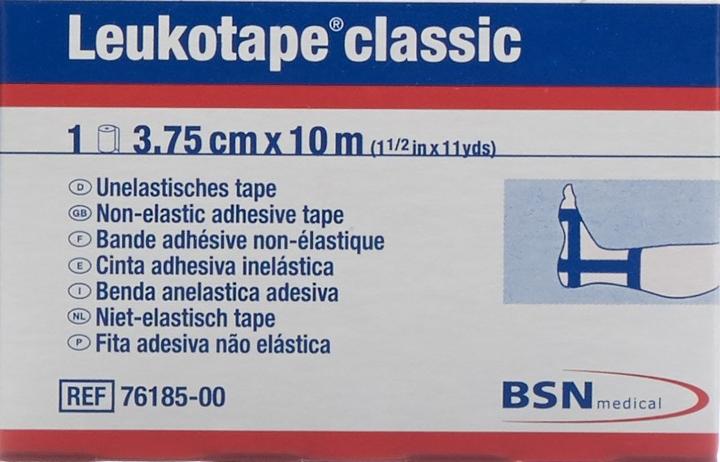 Leukotape® classic
1 3.75 cm x 10 m (1 1/2 in x 11yds)
D Unelastisches tape
GB Non-elastic adhesive tape
F Bande adhésive non-élastique
E Cinta adhesiva inelástica
I Benda anelastica adesiva
NL Niet-elastisch tape
P Fita adesiva não elástica
REF 76185-00
BSN medical